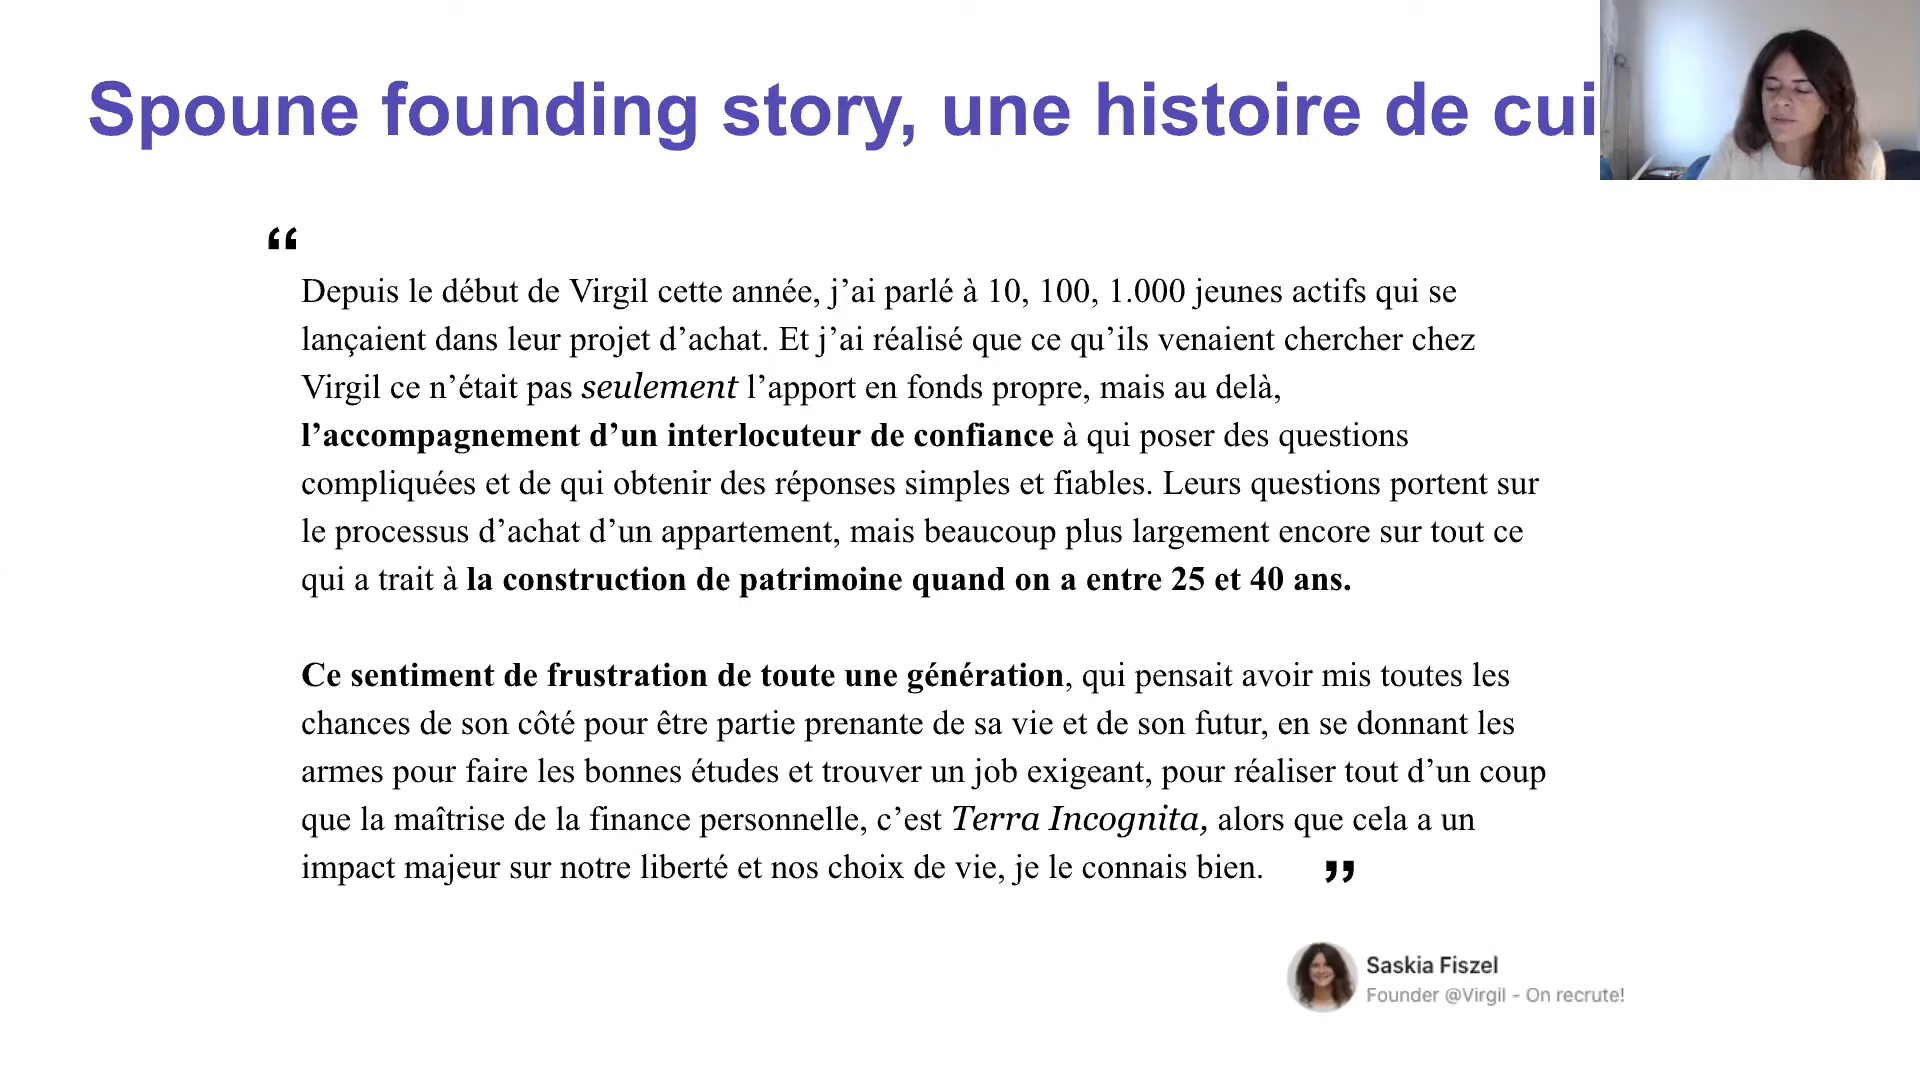 Spoune founding story, une histoire de cui
“
Depuis le début de Virgil cette année, j’ai parlé à 10, 100, 1.000 jeunes actifs qui se
lançaient dans leur projet d’achat. Et j’ai réalisé que ce qu’ils venaient chercher chez
Virgil ce n’était pas seulement l’apport en fonds propre, mais au delà,
l’accompagnement d’un interlocuteur de confiance à qui poser des questions
compliquées et de qui obtenir des réponses simples et fiables. Leurs questions portent sur
le processus d’achat d’un appartement, mais beaucoup plus largement encore sur tout ce
qui a trait à la construction de patrimoine quand on a entre 25 et 40 ans.
Ce sentiment de frustration de toute une génération, qui pensait avoir mis toutes les
chances de son côté pour être partie prenante de sa vie et de son futur, en se donnant les
armes pour faire les bonnes études et trouver un job exigeant, pour réaliser tout d’un coup
que la maîtrise de la finance personnelle, c’est Terra Incognita, alors que cela a un
impact majeur sur notre liberté et nos choix de vie, je le connais bien. ”
Saskia Fiszel
Founder @Virgil - On recrute!